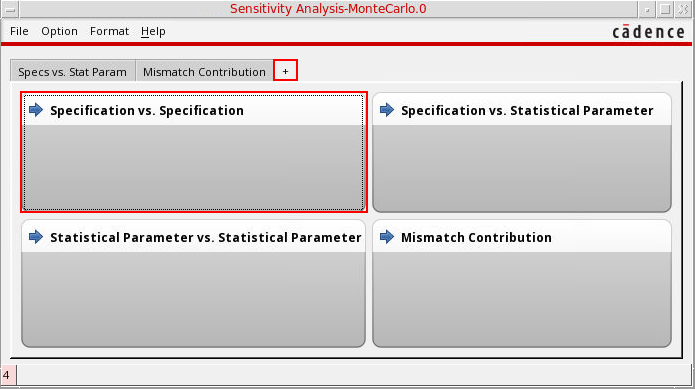 Sensitivity Analysis-MonteCarlo.0
File Option Format Help
cādence
Specs vs. Stat Param Mismatch Contribution +
Specification vs. Specification Specification vs. Statistical Parameter
Statistical Parameter vs. Statistical Parameter Mismatch Contribution
4